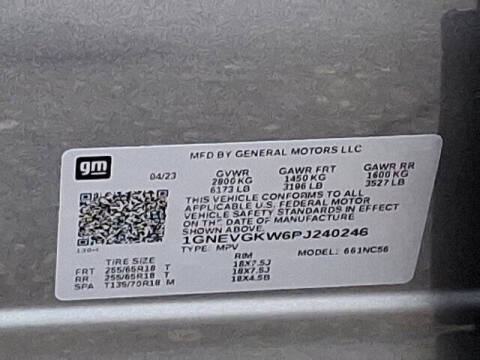 gm
MFD BY GENERAL MOTORS LLC
04/23 GVWR GAWR FRT GAWR RR
2800 KG 1450 KG 1600 KG
6173 LB 3196 LB 3527 LB
THIS VEHICLE CONFORMS TO ALL
APPLICABLE U.S. FEDERAL MOTOR
VEHICLE SAFETY STANDARDS IN EFFECT
ON THE DATE OF MANUFACTURE
SHOWN ABOVE.
1GNEVGKW6PJ240246
TYPE: MPV MODEL: 661NC56
TIRE SIZE RIM
FRT 255/65R18 T 18X7.5J
RR 255/65R18 T 18X7.5J
SPA T135/70R18 M 18X4.5B